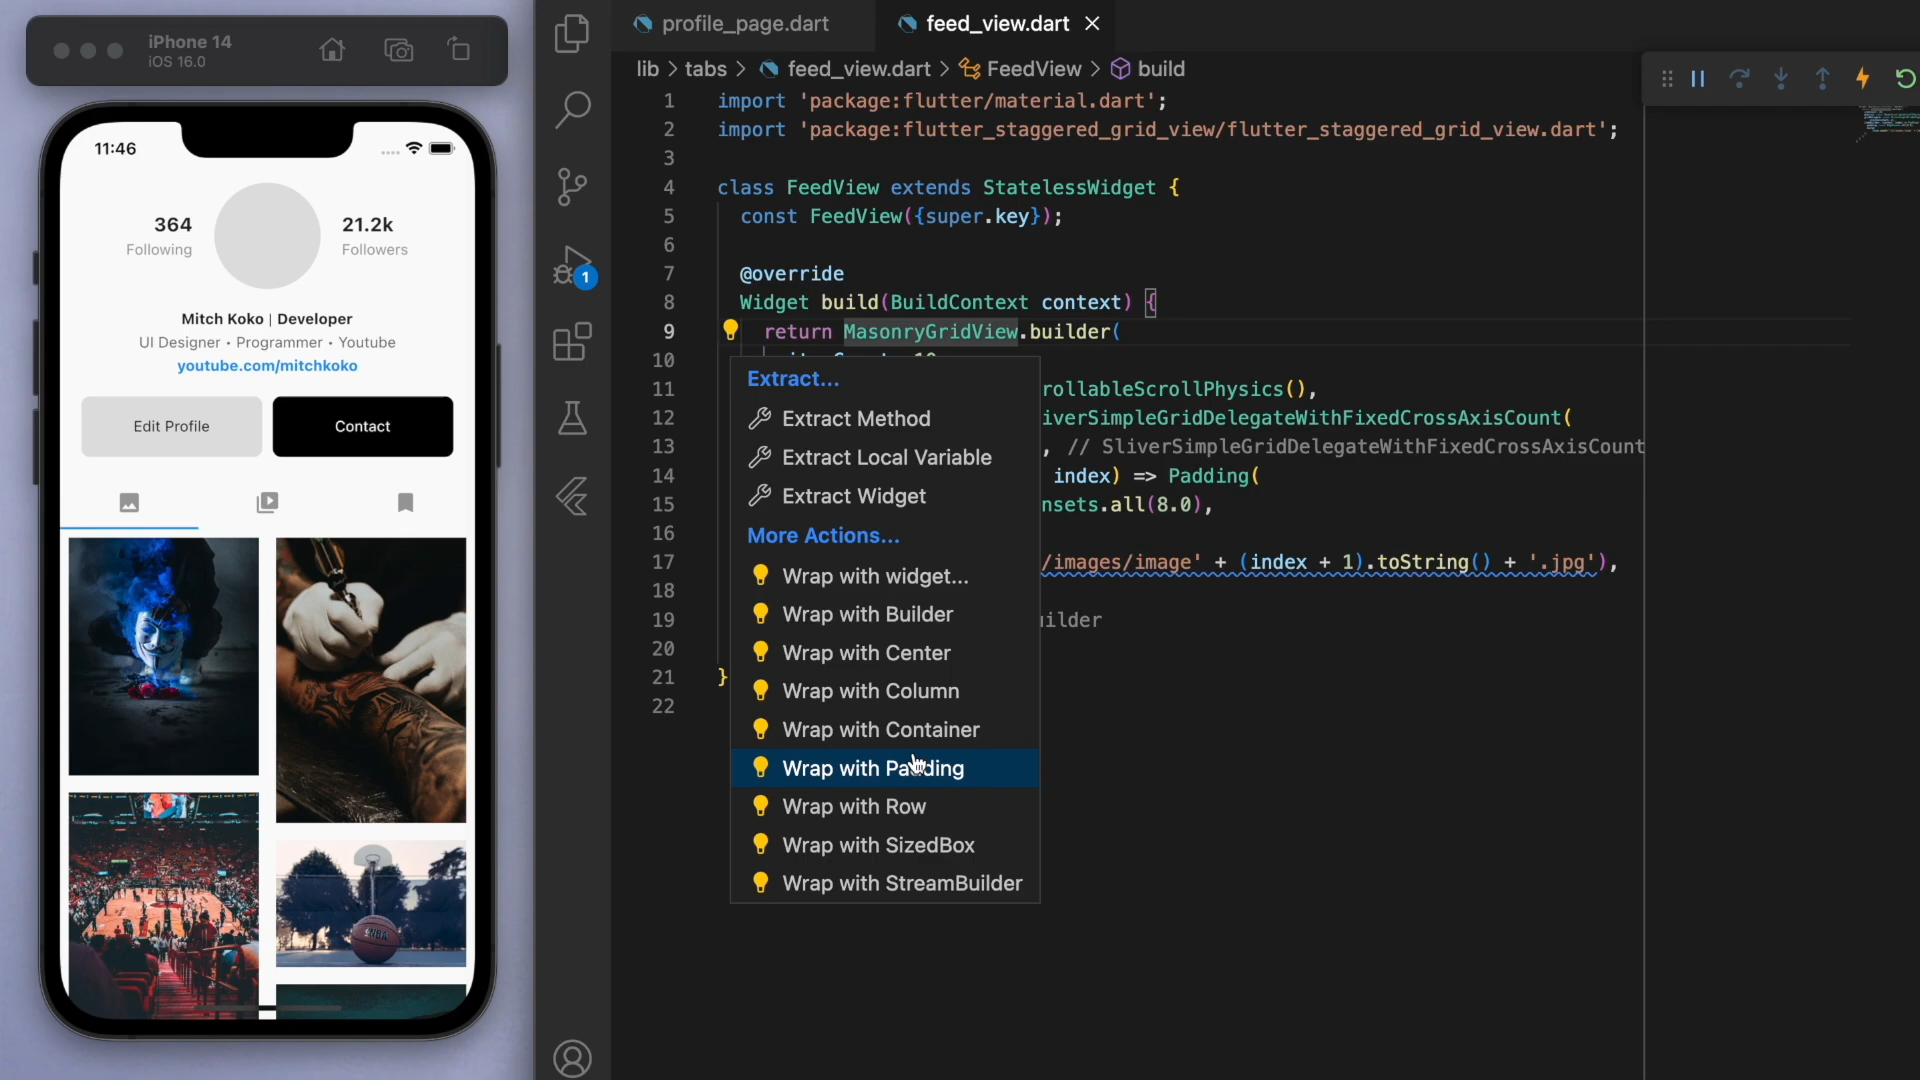 iPhone 14
iOS 16.0
11:46
364
Following
21.2k
Followers
Mitch Koko | Developer
UI Designer • Programmer • Youtube
youtube.com/mitchkoko
Edit Profile
Contact
NBA
1
profile_page.dart
feed_view.dart
lib > tabs > feed_view.dart > FeedView > build
1 import 'package:flutter/material.dart';
2 import 'package:flutter_staggered_grid_view/flutter_staggered_grid_view.dart';
3
4 class FeedView extends StatelessWidget {
5 const FeedView({super.key});
6
7 @override
8 Widget build(BuildContext context) {
9 return MasonryGridView.builder(
10
11 rollableScrollPhysics(),
12 iverSimpleGridDelegateWithFixedCrossAxisCount(
13 , // SliverSimpleGridDelegateWithFixedCrossAxisCount
14 index) => Padding(
15 nsets.all(8.0),
16
17 /images/image' + (index + 1).toString() + '.jpg'),
18
19 ilder
20
21 }
22
Extract...
Extract Method
Extract Local Variable
Extract Widget
More Actions...
Wrap with widget...
Wrap with Builder
Wrap with Center
Wrap with Column
Wrap with Container
Wrap with Padding
Wrap with Row
Wrap with SizedBox
Wrap with StreamBuilder